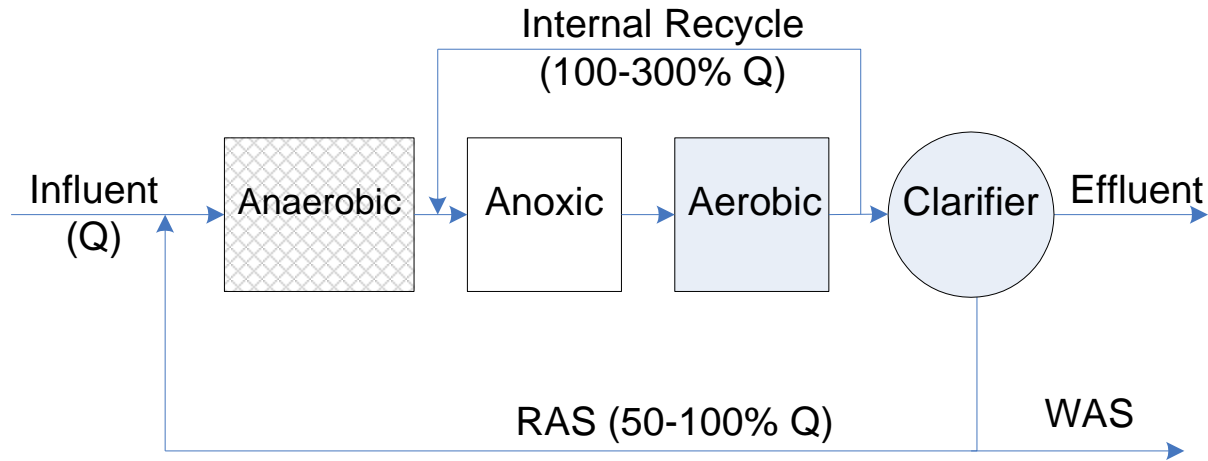 Internal Recycle
(100-300% Q)
Influent
(Q)
Anaerobic
Anoxic
Aerobic
Clarifier
Effluent
RAS (50-100% Q)
WAS